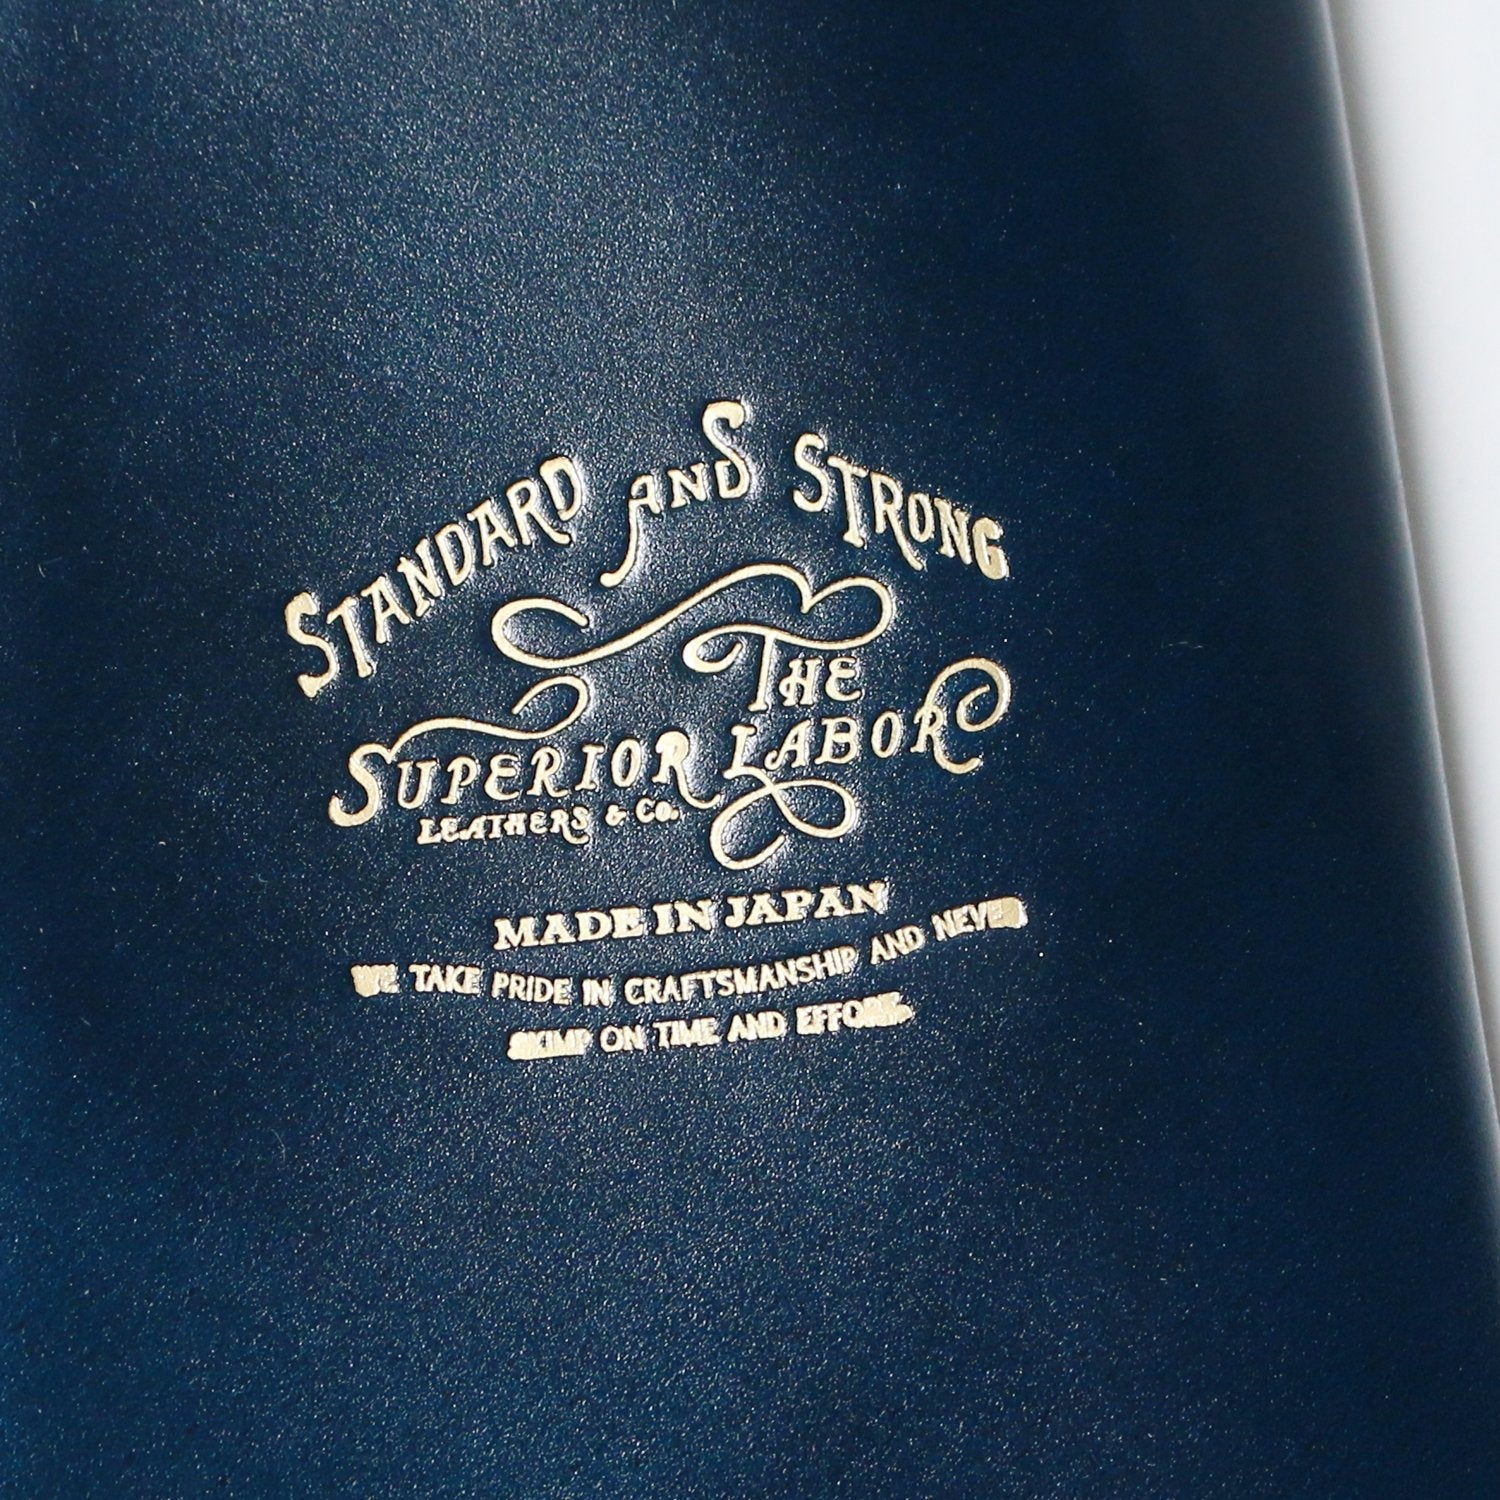 STANDARD AND STRONG
THE
SUPERIOR LABOR
LEATHERS & CO.
MADE IN JAPAN
WE TAKE PRIDE IN CRAFTSMANSHIP AND NEVER
SKIMP ON TIME AND EFFORTS.